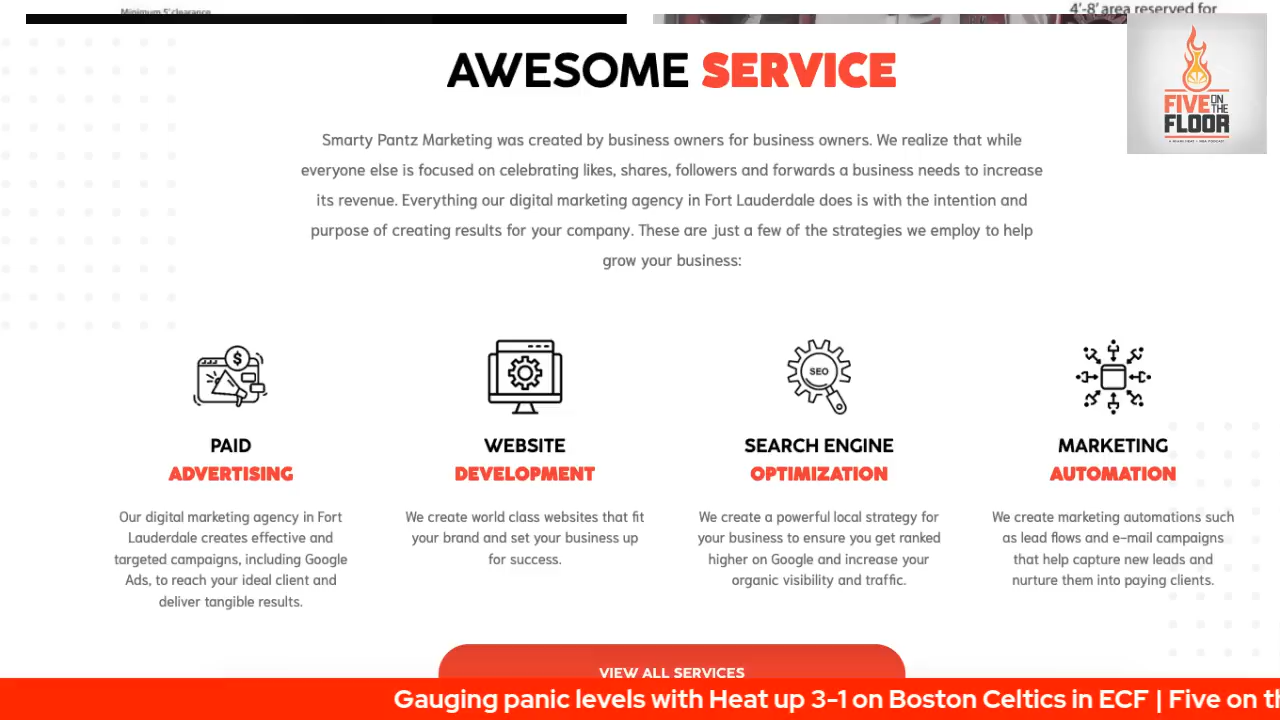 Minimum 5' clearance
4'-8' area reserved for
FIVE ON THE
FLOOR
A MIAMI HEAT / NBA PODCAST
AWESOME SERVICE
Smarty Pantz Marketing was created by business owners for business owners. We realize that while
everyone else is focused on celebrating likes, shares, followers and forwards a business needs to increase
its revenue. Everything our digital marketing agency in Fort Lauderdale does is with the intention and
purpose of creating results for your company. These are just a few of the strategies we employ to help
grow your business:
$
SEO
PAID
ADVERTISING
Our digital marketing agency in Fort
Lauderdale creates effective and
targeted campaigns, including Google
Ads, to reach your ideal client and
deliver tangible results.
WEBSITE
DEVELOPMENT
We create world class websites that fit
your brand and set your business up
for success.
SEARCH ENGINE
OPTIMIZATION
We create a powerful local strategy for
your business to ensure you get ranked
higher on Google and increase your
organic visibility and traffic.
MARKETING
AUTOMATION
We create marketing automations such
as lead flows and e-mail campaigns
that help capture new leads and
nurture them into paying clients.
VIEW ALL SERVICES
Gauging panic levels with Heat up 3-1 on Boston Celtics in ECF | Five on th